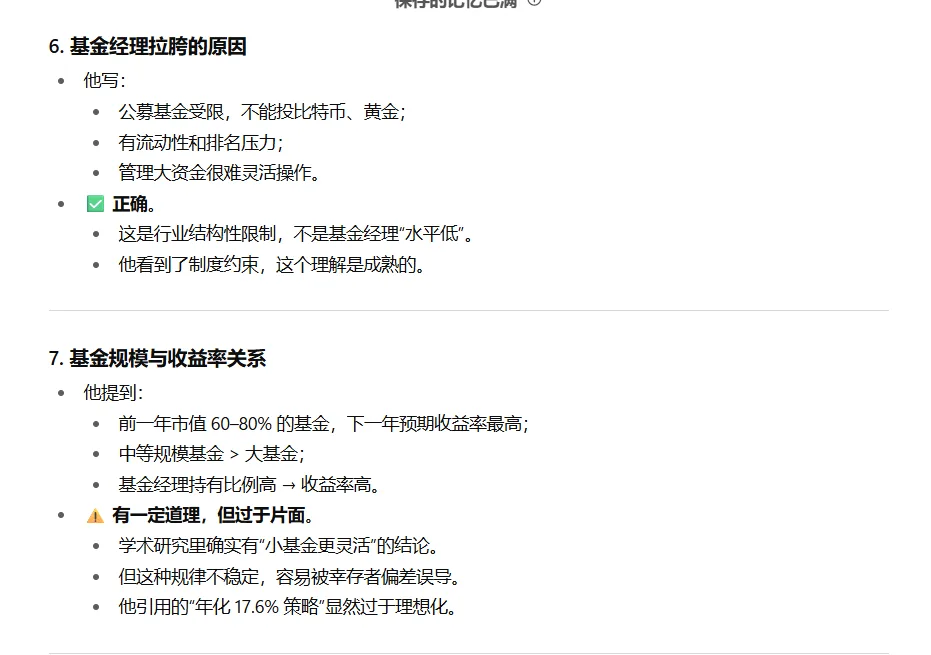 保存的记忆已满
6. 基金经理拉胯的原因
他写：
公募基金受限，不能投比特币、黄金；
有流动性和排名压力；
管理大资金很难灵活操作。
✅ 正确。
这是行业结构性限制，不是基金经理“水平低”。
他看到了制度约束，这个理解是成熟的。
7. 基金规模与收益率关系
他提到：
前一年市值 60–80% 的基金，下一年预期收益率最高；
中等规模基金 > 大基金；
基金经理持有比例高 → 收益率高。
⚠️ 有一定道理，但过于片面。
学术研究里确实有“小基金更灵活”的结论。
但这种规律不稳定，容易被幸存者偏差误导。
他引用的“年化 17.6% 策略”显然过于理想化。